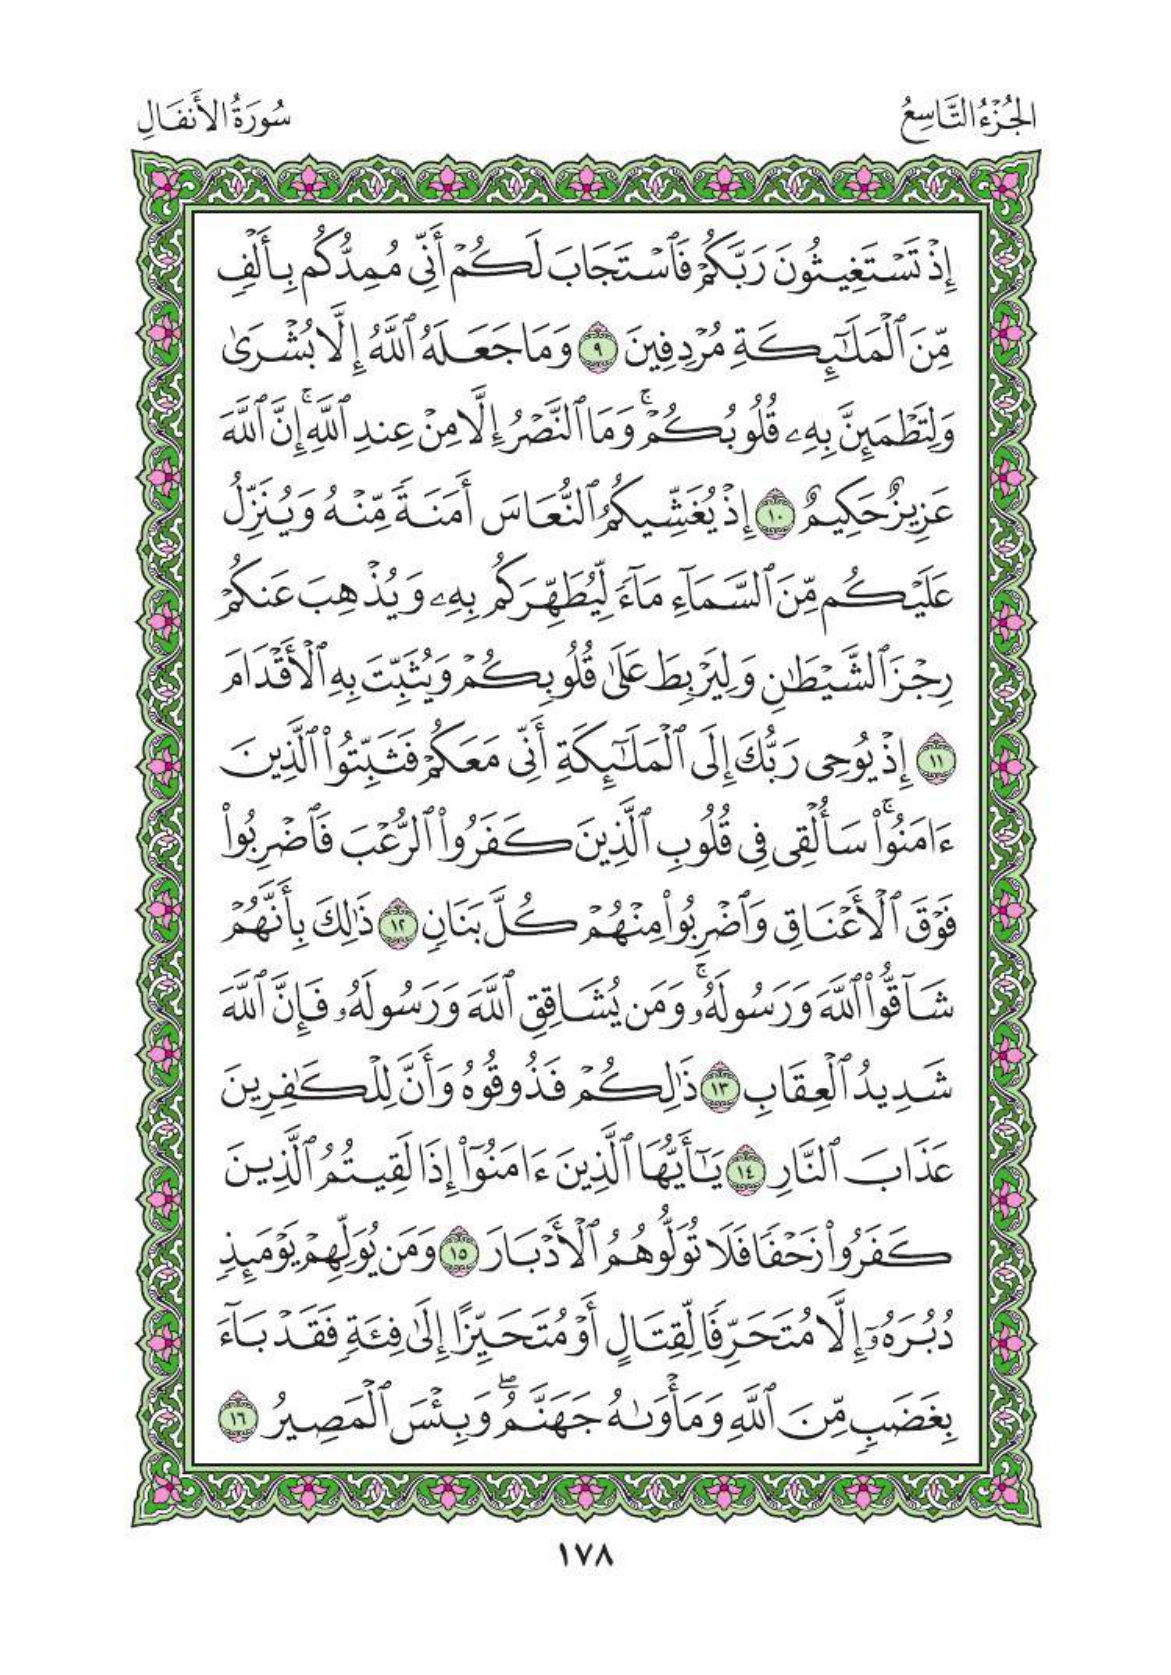 الجُزْءُ التَّاسِعُ
سُورَةُ الأَنفَالِ
إِذْ تَسْتَغِيثُونَ رَبَّكُمْ فَٱسْتَجَابَ لَكُمْ أَنِّى مُمِدُّكُم بِأَلْفٍ
مِّنَ ٱلْمَلَـٰٓئِكَةِ مُرْدِفِينَ ٩ وَمَا جَعَلَهُ ٱللَّهُ إِلَّا بُشْرَىٰ
وَلِتَطْمَئِنَّ بِهِۦ قُلُوبُكُمْ ۚ وَمَا ٱلنَّصْرُ إِلَّا مِنْ عِندِ ٱللَّهِ ۚ إِنَّ ٱللَّهَ
عَزِيزٌ حَكِيمٌ ١٠ إِذْ يُغَشِّيكُمُ ٱلنُّعَاسَ أَمَنَةً مِّنْهُ وَيُنَزِّلُ
عَلَيْكُم مِّنَ ٱلسَّمَآءِ مَآءً لِّيُطَهِّرَكُم بِهِۦ وَيُذْهِبَ عَنكُمْ
رِجْزَ ٱلشَّيْطَـٰنِ وَلِيَرْبِطَ عَلَىٰ قُلُوبِكُمْ وَيُثَبِّتَ بِهِ ٱلْأَقْدَامَ
١١ إِذْ يُوحِى رَبُّكَ إِلَى ٱلْمَلَـٰٓئِكَةِ أَنِّى مَعَكُمْ فَثَبِّتُوا۟ ٱلَّذِينَ
ءَامَنُوا۟ ۚ سَأُلْقِى فِى قُلُوبِ ٱلَّذِينَ كَفَرُوا۟ ٱلرُّعْبَ فَٱضْرِبُوا۟
فَوْقَ ٱلْأَعْنَاقِ وَٱضْرِبُوا۟ مِنْهُمْ كُلَّ بَنَانٍ ١٢ ذَٰلِكَ بِأَنَّهُمْ
شَآقُّوا۟ ٱللَّهَ وَرَسُولَهُۥ ۚ وَمَن يُشَاقِقِ ٱللَّهَ وَرَسُولَهُۥ فَإِنَّ ٱللَّهَ
شَدِيدُ ٱلْعِقَابِ ١٣ ذَٰلِكُمْ فَذُوقُوهُ وَأَنَّ لِلْكَـٰفِرِينَ
عَذَابَ ٱلنَّارِ ١٤ يَـٰٓأَيُّهَا ٱلَّذِينَ ءَامَنُوٓا۟ إِذَا لَقِيتُمُ ٱلَّذِينَ
كَفَرُوا۟ زَحْفًا فَلَا تُوَلُّوهُمُ ٱلْأَدْبَارَ ١٥ وَمَن يُوَلِّهِمْ يَوْمَئِذٍ
دُبُرَهُۥٓ إِلَّا مُتَحَرِّفًا لِّقِتَالٍ أَوْ مُتَحَيِّزًا إِلَىٰ فِئَةٍ فَقَدْ بَآءَ
بِغَضَبٍ مِّنَ ٱللَّهِ وَمَأْوَىٰهُ جَهَنَّمُ ۖ وَبِئْسَ ٱلْمَصِيرُ ١٦
١٧٨